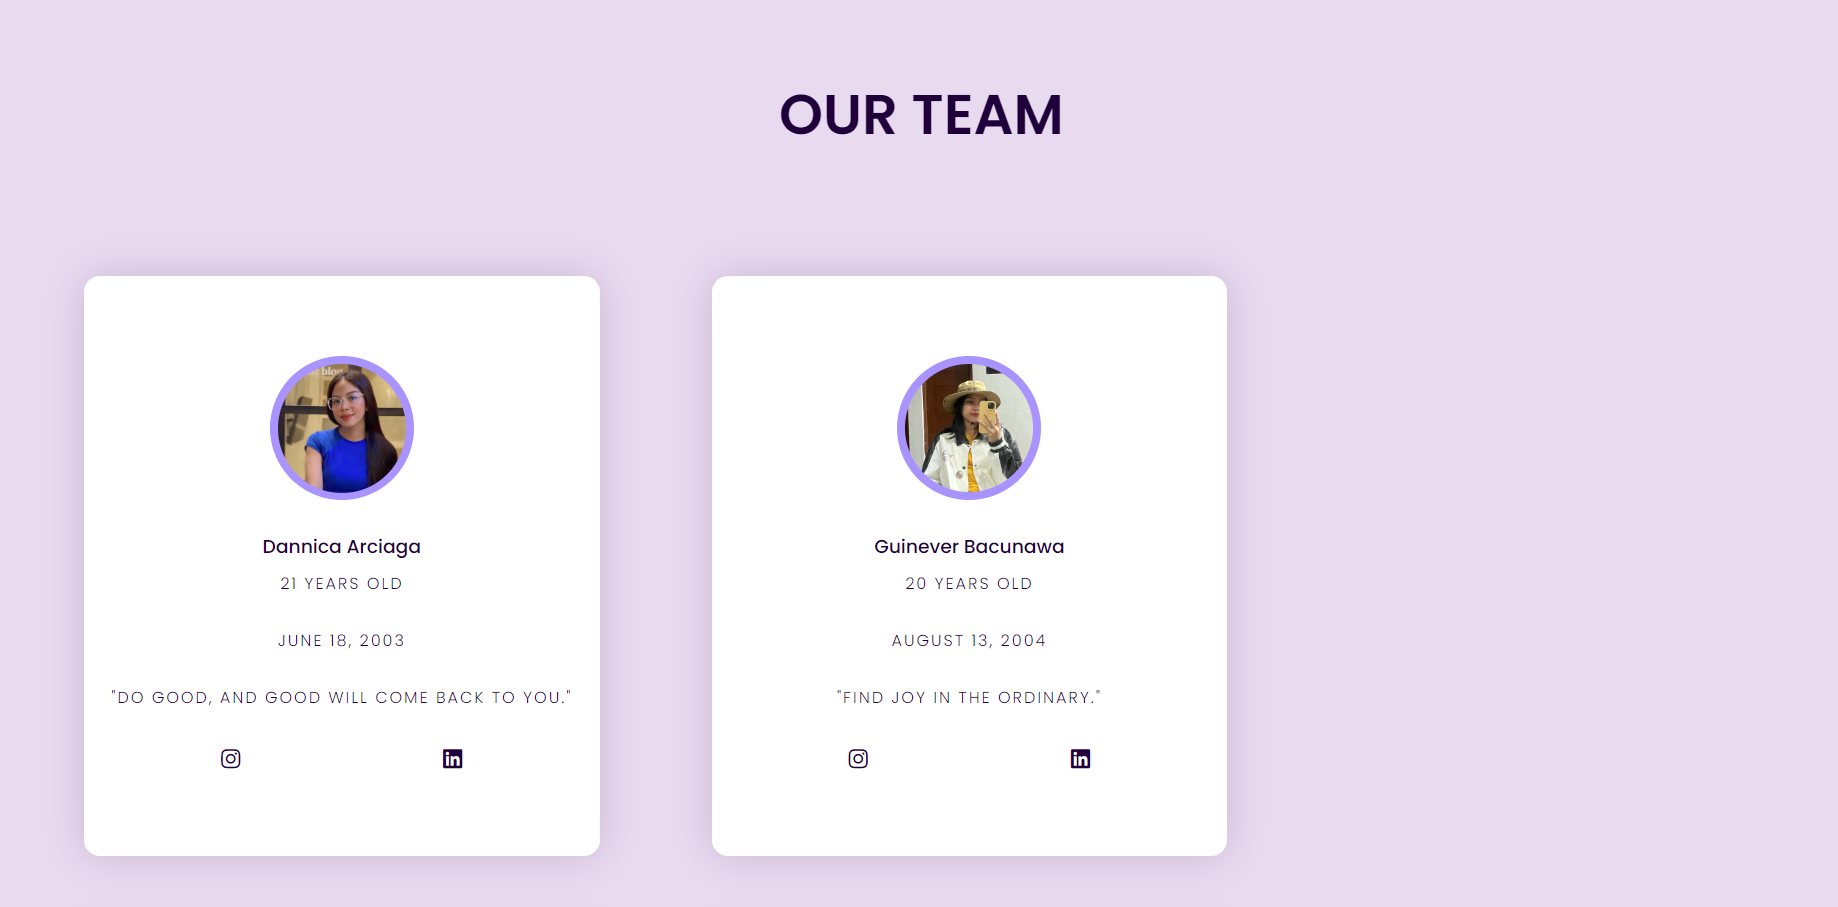 OUR TEAM
blog
Dannica Arciaga
21 YEARS OLD
JUNE 18, 2003
"DO GOOD, AND GOOD WILL COME BACK TO YOU."
Guinever Bacunawa
20 YEARS OLD
AUGUST 13, 2004
"FIND JOY IN THE ORDINARY."